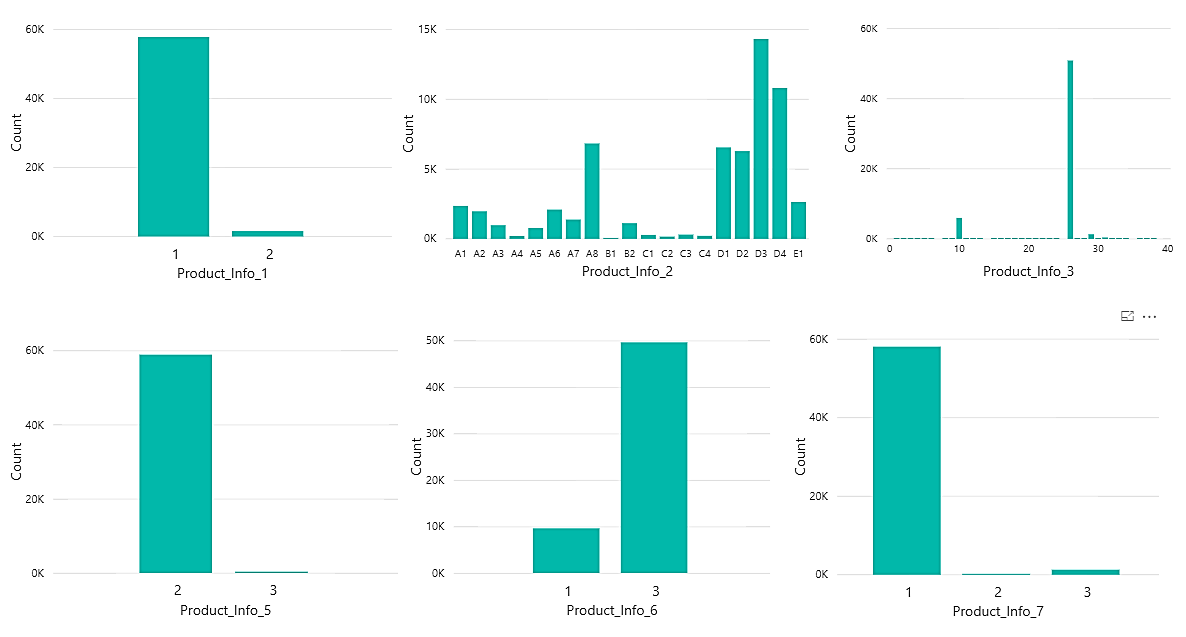 60K
40K
20K
0K
Count
1 2
Product_Info_1
15K
10K
5K
0K
Count
A1 A2 A3 A4 A5 A6 A7 A8 B1 B2 C1 C2 C3 C4 D1 D2 D3 D4 E1
Product_Info_2
60K
40K
20K
0K
Count
0 10 20 30 40
Product_Info_3
60K
40K
20K
0K
Count
2 3
Product_Info_5
50K
40K
30K
20K
10K
0K
Count
1 3
Product_Info_6
60K
40K
20K
0K
Count
1 2 3
Product_Info_7